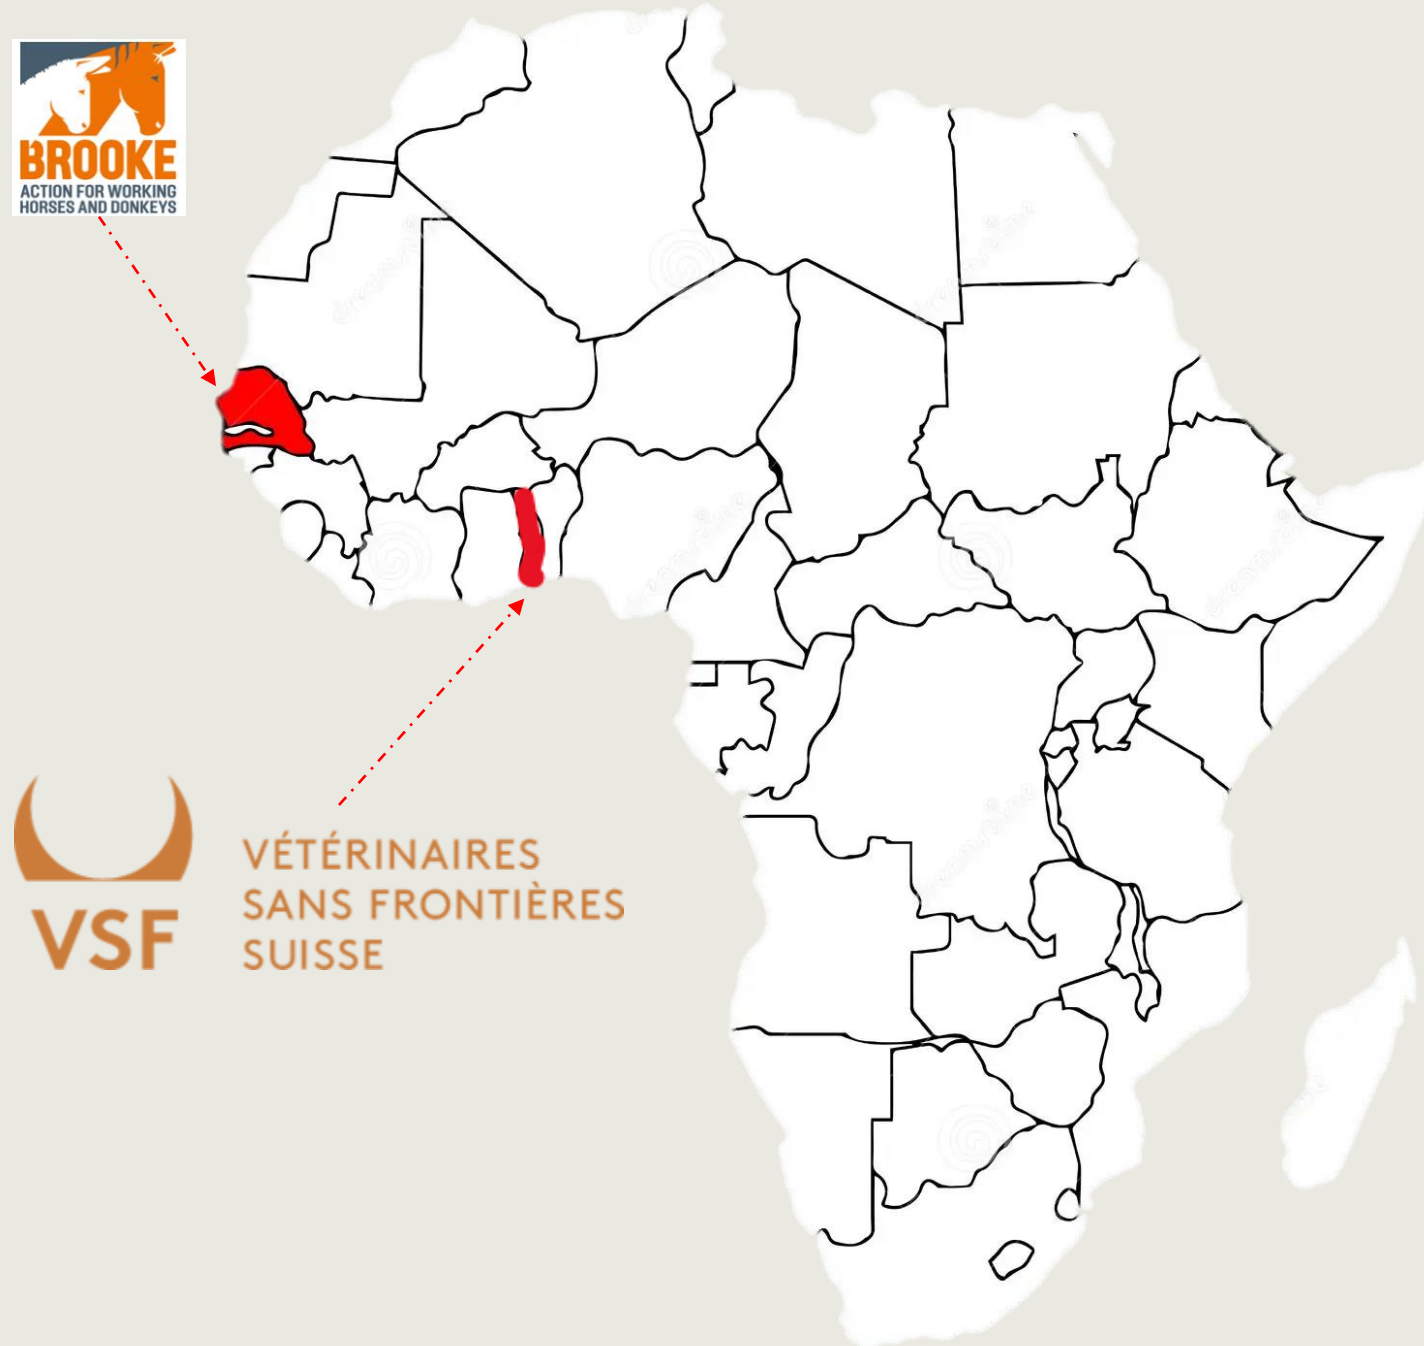 BROOKE
ACTION FOR WORKING
HORSES AND DONKEYS
VSF
VÉTÉRINAIRES
SANS FRONTIÈRES
SUISSE